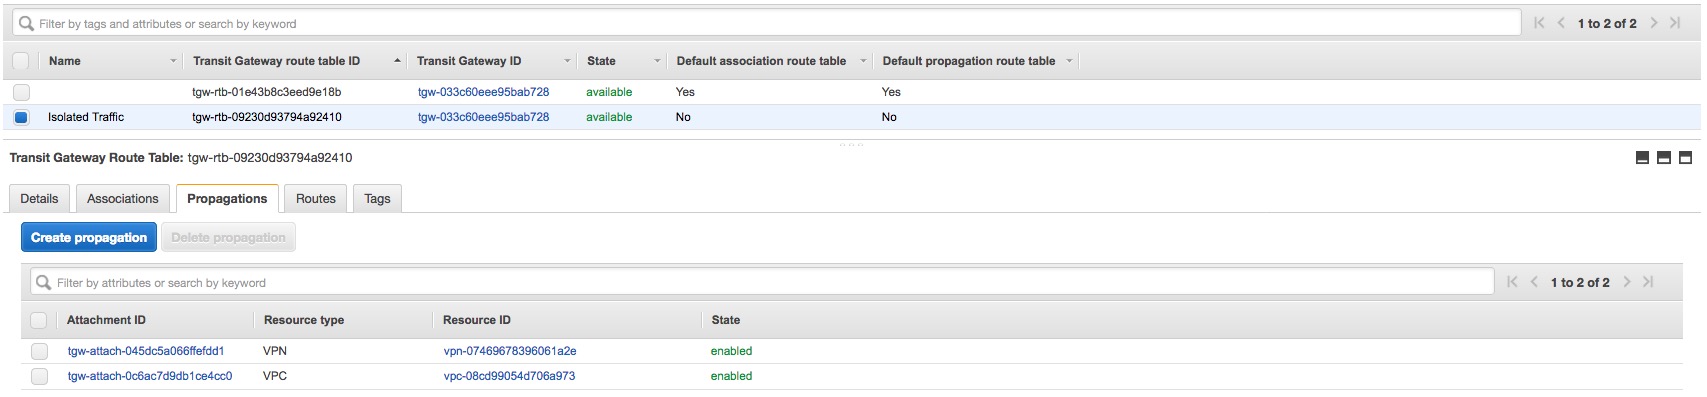 Filter by tags and attributes or search by keyword 1 to 2 of 2
Name Transit Gateway route table ID Transit Gateway ID State Default association route table Default propagation route table
tgw-rtb-01e43b8c3eed9e18b tgw-033c60eee95bab728 available Yes Yes
Isolated Traffic tgw-rtb-09230d93794a92410 tgw-033c60eee95bab728 available No No
Transit Gateway Route Table: tgw-rtb-09230d93794a92410
Details Associations Propagations Routes Tags
Create propagation Delete propagation
Filter by attributes or search by keyword 1 to 2 of 2
Attachment ID Resource type Resource ID State
tgw-attach-045dc5a066ffefdd1 VPN vpn-07469678396061a2e enabled
tgw-attach-0c6ac7d9db1ce4cc0 VPC vpc-08cd99054d706a973 enabled